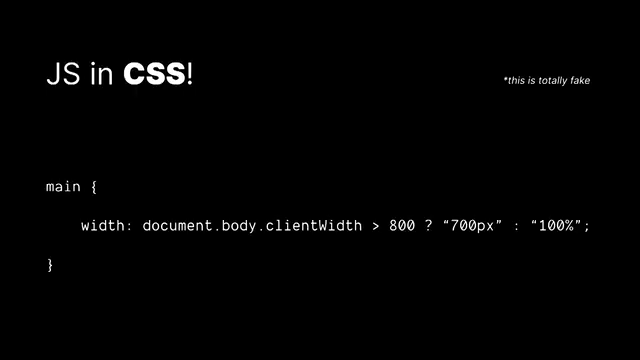 JS in CSS!
*this is totally fake
main {
width: document.body.clientWidth > 800 ? “700px” : “100%”;
}